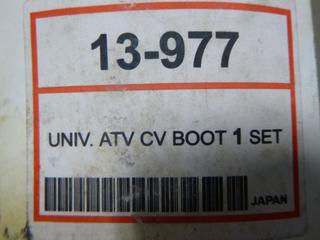 13-977
UNIV. ATV CV BOOT 1 SET
JAPAN